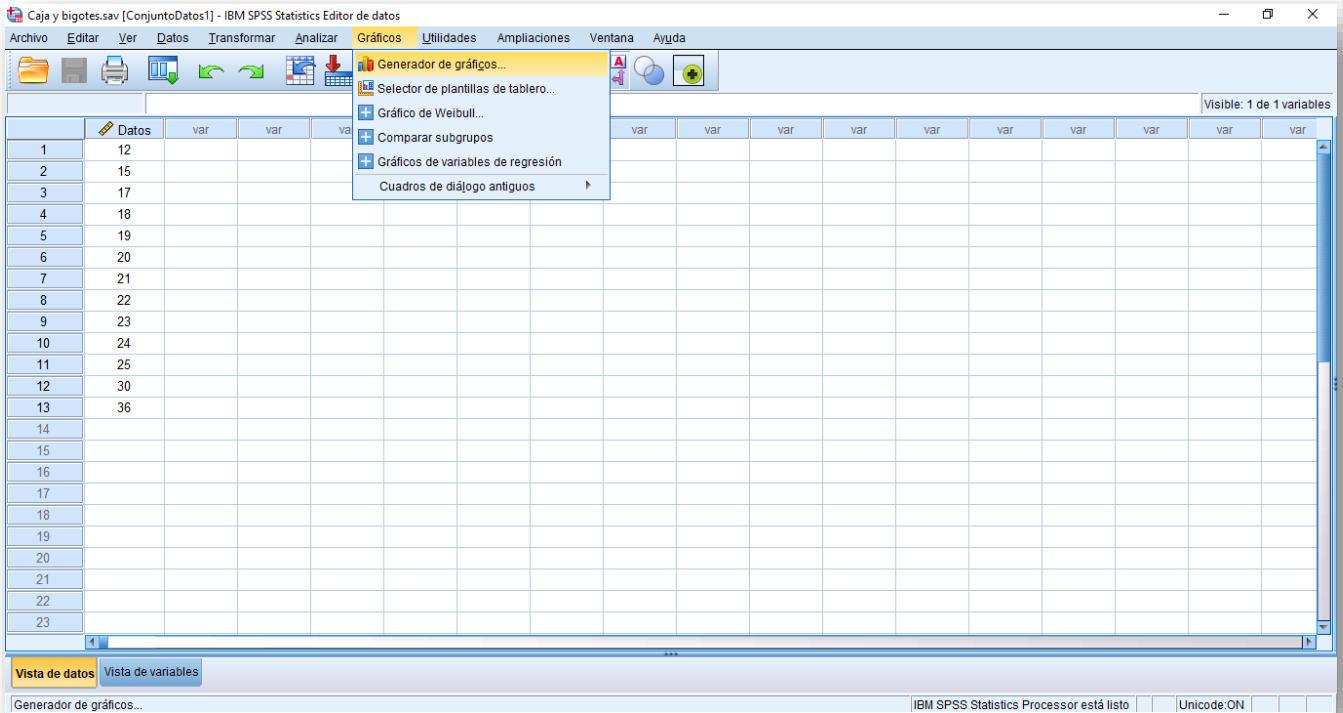 Caja y bigotes.sav [ConjuntoDatos1] - IBM SPSS Statistics Editor de datos
Archivo Editar Ver Datos Transformar Analizar Gráficos Utilidades Ampliaciones Ventana Ayuda
Generador de gráficos...
Selector de plantillas de tablero...
Gráfico de Weibull...
Comparar subgrupos
Gráficos de variables de regresión
Cuadros de diálogo antiguos
A
Visible: 1 de 1 variables
Datos var var va var var var var var var var var var var
1 12
2 15
3 17
4 18
5 19
6 20
7 21
8 22
9 23
10 24
11 25
12 30
13 36
14
15
16
17
18
19
20
21
22
23
Vista de datos Vista de variables
Generador de gráficos... IBM SPSS Statistics Processor está listo Unicode:ON